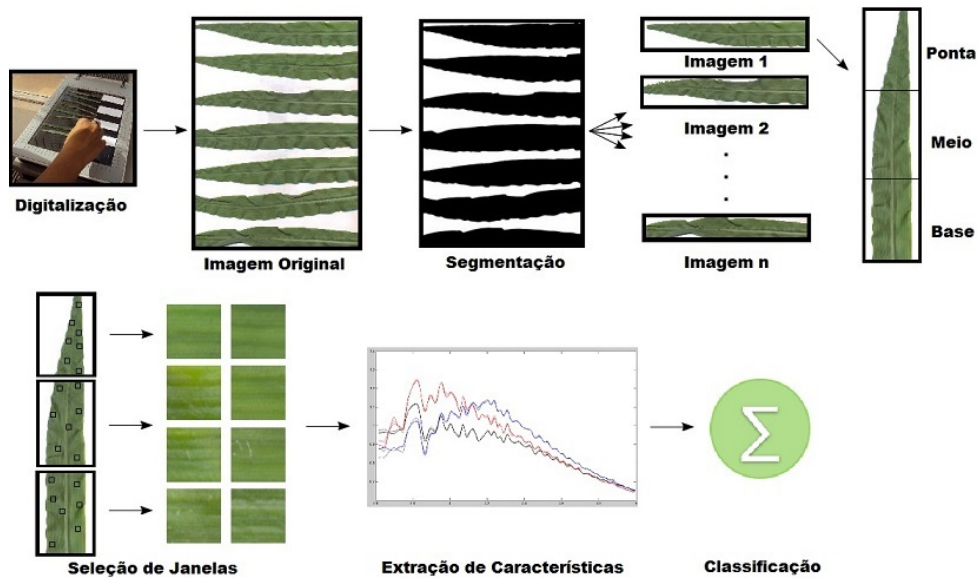 Digitalização
Imagem Original
Segmentação
Imagem 1
Imagem 2
Imagem n
Ponta
Meio
Base
Seleção de Janelas
Extração de Características
Σ
Classificação